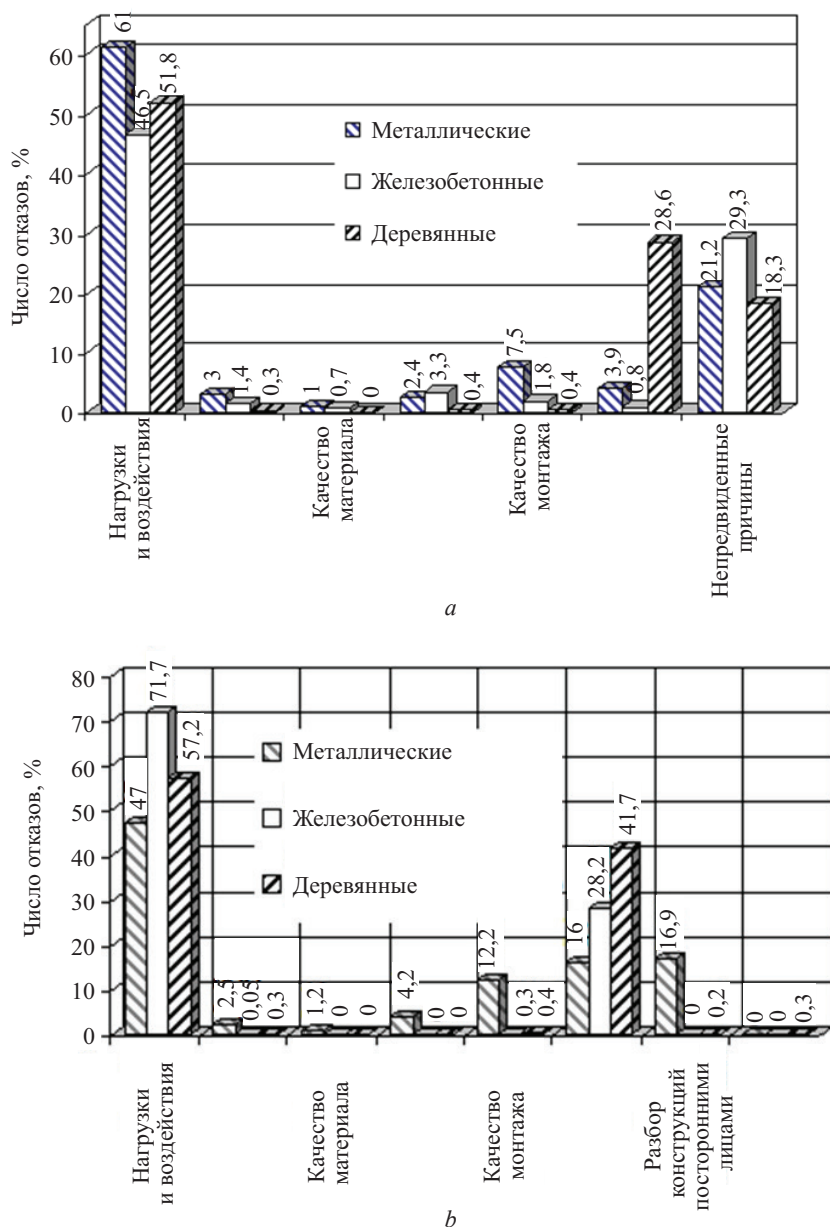 Число отказов, %
60
50
40
30
20
10
0
61
46,5
51,8
3
1,4
0,3
1
0,7
0
2,4
3,3
0,4
7,5
1,8
0,4
3,9
0,8
28,6
21,2
29,3
18,3
Металлические
Железобетонные
Деревянные
Нагрузки
и воздействия
Качество
материала
Качество
монтажа
Непредвиденные
причины
а
Число отказов, %
80
70
60
50
40
30
20
10
0
47
71,7
57,2
2,5
0,05
0,3
1,2
0
0
4,2
0
0
12,2
0,3
0,4
16
28,2
41,7
16,9
0
0,2
0
0
0,3
Металлические
Железобетонные
Деревянные
Нагрузки
и воздействия
Качество
материала
Качество
монтажа
Разбор
конструкций
посторонними
лицами
b